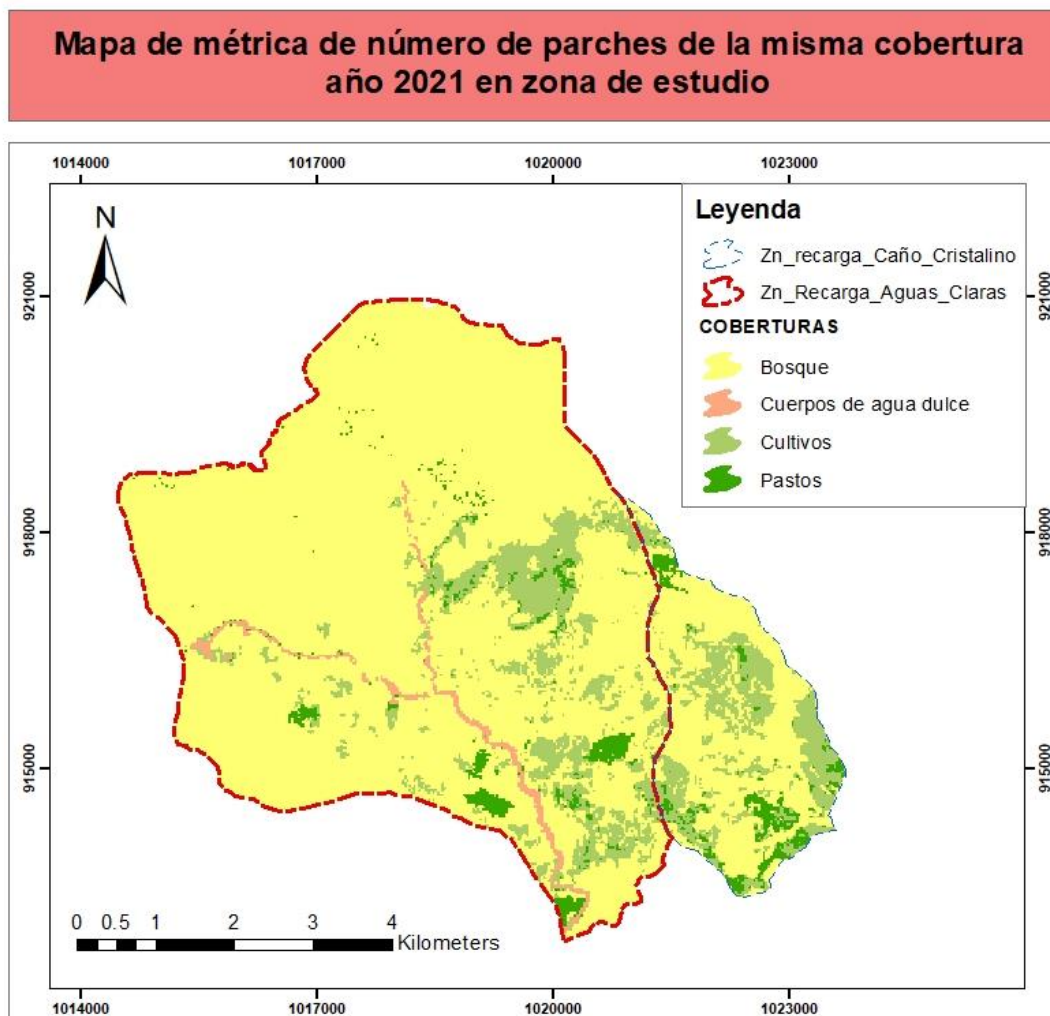 Mapa de métrica de número de parches de la misma cobertura
año 2021 en zona de estudio
1014000 1017000 1020000 1023000
N
Leyenda
Zn_recarga_Caño_Cristalino
Zn_Recarga_Aguas_Claras
COBERTURAS
Bosque
Cuerpos de agua dulce
Cultivos
Pastos
921000 921000
918000 918000
915000 915000
0 0.5 1 2 3 4
Kilometers
1014000 1017000 1020000 1023000